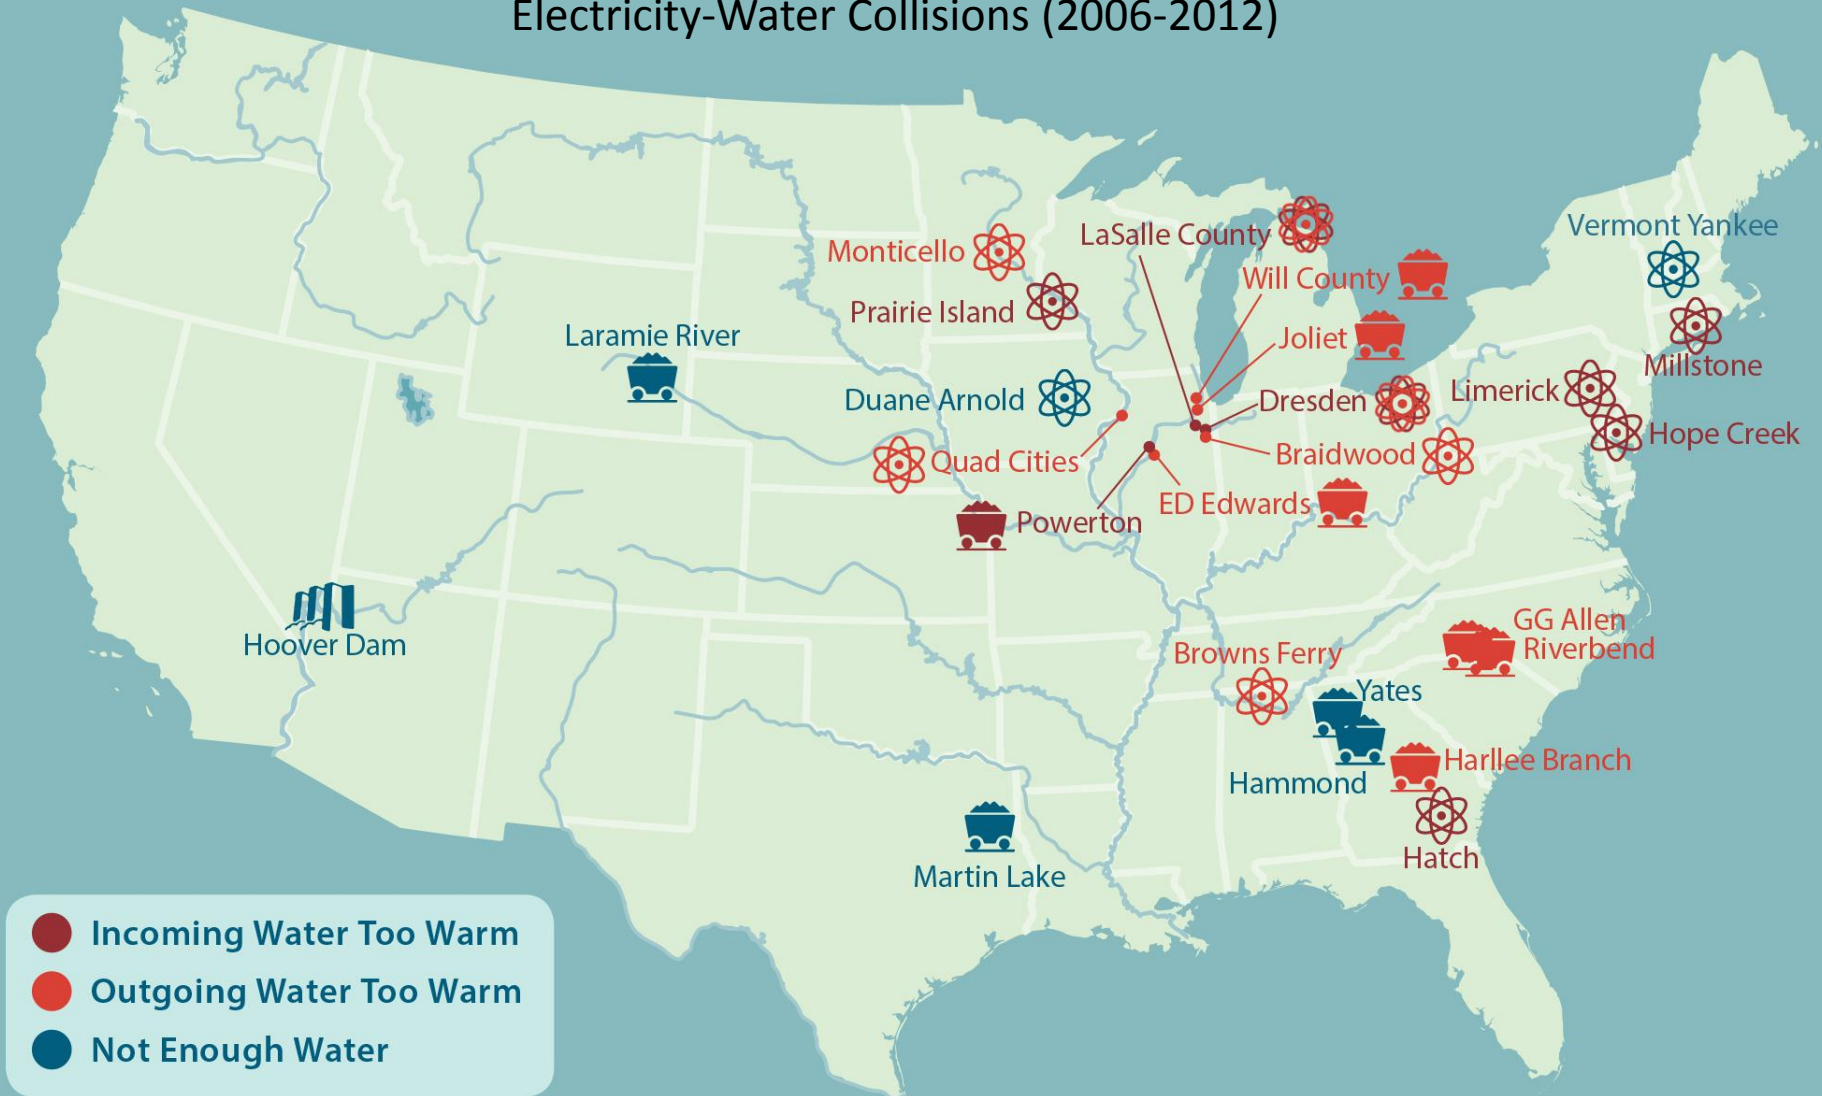 Electricity-Water Collisions (2006-2012)
Vermont Yankee
LaSalle County
Monticello
Will County
Prairie Island
Laramie River
Joliet
Millstone
Limerick
Duane Arnold
Dresden
Hope Creek
Quad Cities
Braidwood
ED Edwards
Powerton
GG Allen
Riverbend
Hoover Dam
Browns Ferry
Yates
Harllee Branch
Hammond
Hatch
Martin Lake
Incoming Water Too Warm
Outgoing Water Too Warm
Not Enough Water